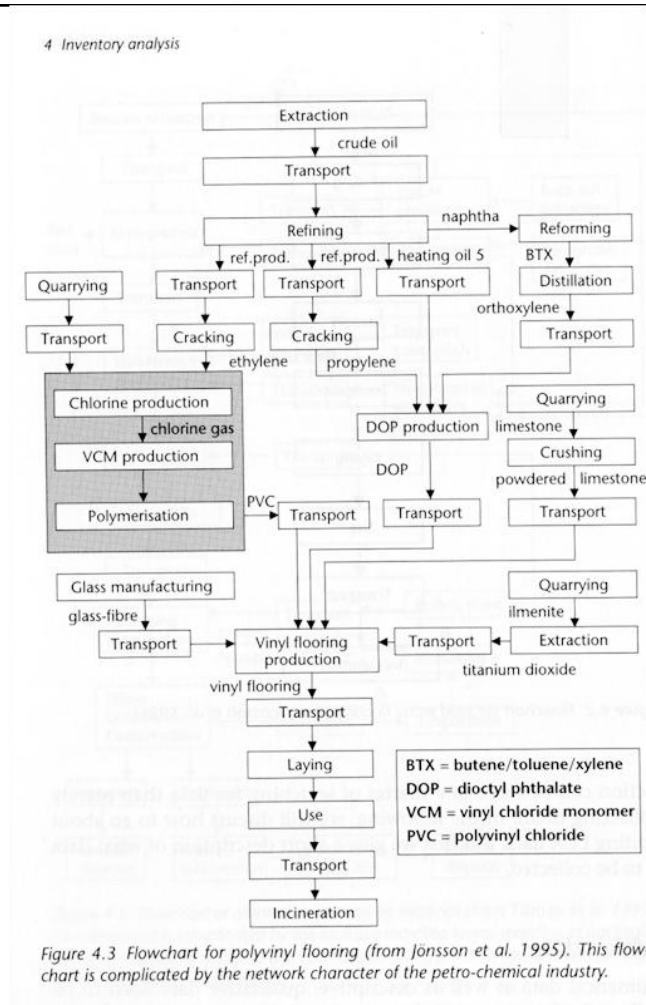 4 Inventory analysis
Extraction
crude oil
Transport
Refining
naphtha
Reforming
ref.prod.
ref.prod.
heating oil 5
BTX
Quarrying
Transport
Transport
Transport
Distillation
orthoxylene
Transport
Cracking
Cracking
Transport
ethylene
propylene
Chlorine production
Quarrying
chlorine gas
DOP production
limestone
VCM production
Crushing
DOP
powdered limestone
Polymerisation
PVC
Transport
Transport
Transport
Glass manufacturing
Quarrying
glass-fibre
ilmenite
Transport
Vinyl flooring
production
Transport
Extraction
titanium dioxide
vinyl flooring
Transport
Laying
Use
Transport
Incineration
BTX = butene/toluene/xylene
DOP = dioctyl phthalate
VCM = vinyl chloride monomer
PVC = polyvinyl chloride
Figure 4.3 Flowchart for polyvinyl flooring (from Jönsson et al. 1995). This flow
chart is complicated by the network character of the petro-chemical industry.